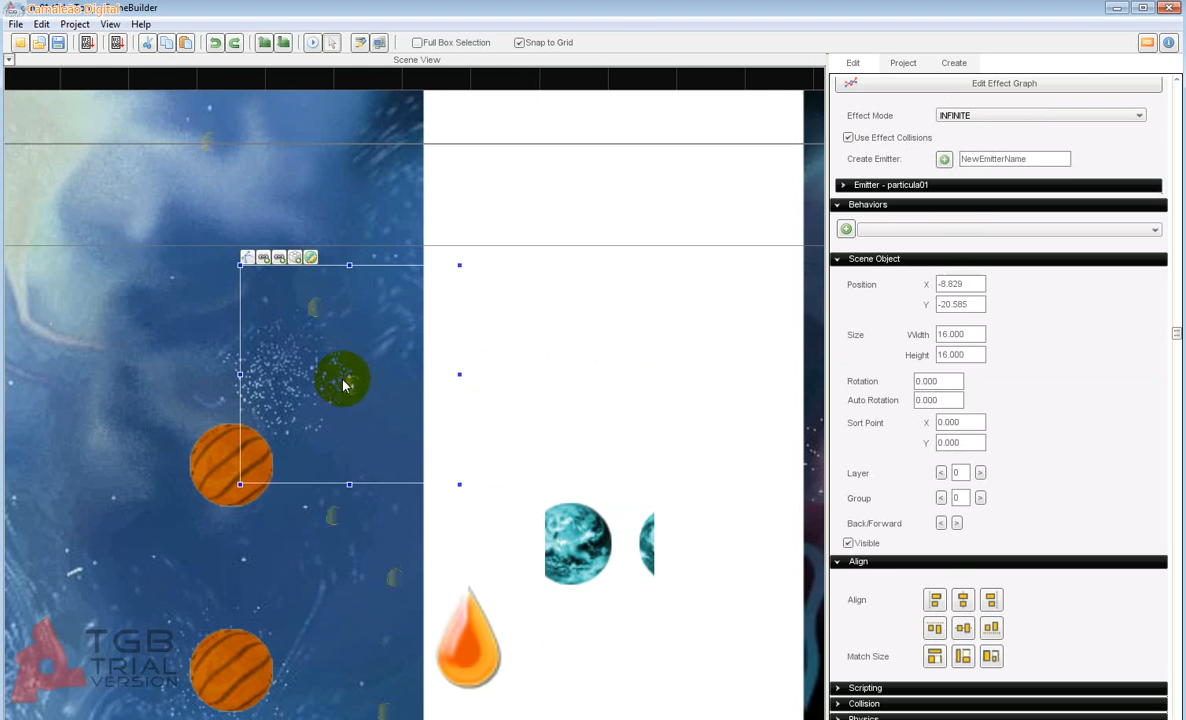 Camaleão Digital
eneBuilder
File Edit Project View Help
Full Box Selection
Snap to Grid
Scene View
Edit Project Create
Edit Effect Graph
Effect Mode INFINITE
Use Effect Collisions
Create Emitter: NewEmitterName
Emitter - particula01
Behaviors
Scene Object
Position X -8.829
Y -20.585
Size Width 16.000
Height 16.000
Rotation 0.000
Auto Rotation 0.000
Sort Point X 0.000
Y 0.000
Layer < 0 >
Group < 0 >
Back/Forward < >
Visible
Align
Align
Match Size
Scripting
Collision
Physics
TGB
TRIAL
VERSION